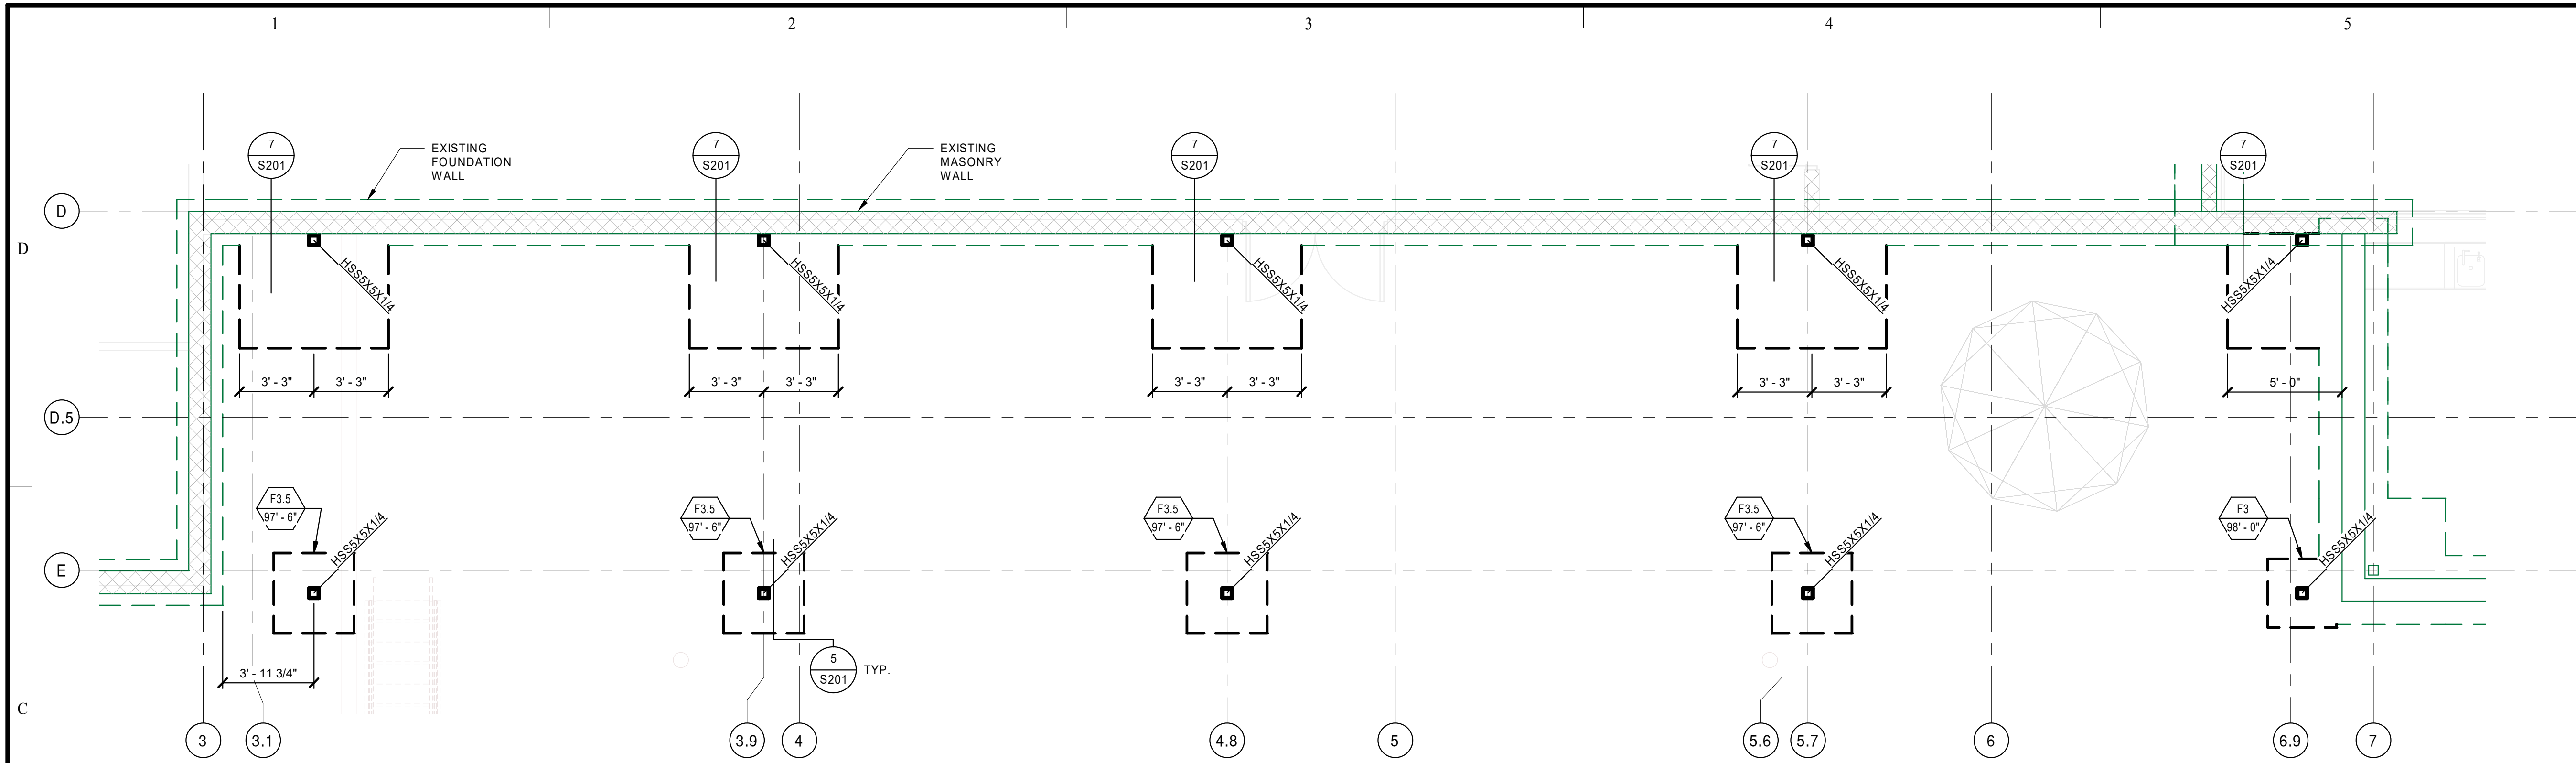 1
2
3
4
5
7
S201
EXISTING
FOUNDATION
WALL
7
S201
EXISTING
MASONRY
WALL
7
S201
7
S201
7
S201
D
D
HSS5X5X1/4
HSS5X5X1/4
HSS5X5X1/4
HSS5X5X1/4
HSS5X5X1/4
3' - 3"
3' - 3"
3' - 3"
3' - 3"
3' - 3"
3' - 3"
3' - 3"
3' - 3"
5' - 0"
D.5
F3.5
97' - 6"
HSS5X5X1/4
F3.5
97' - 6"
HSS5X5X1/4
F3.5
97' - 6"
HSS5X5X1/4
F3.5
97' - 6"
HSS5X5X1/4
F3
98' - 0"
HSS5X5X1/4
E
3' - 11 3/4"
5
S201
TYP.
C
3
3.1
3.9
4
4.8
5
5.6
5.7
6
6.9
7